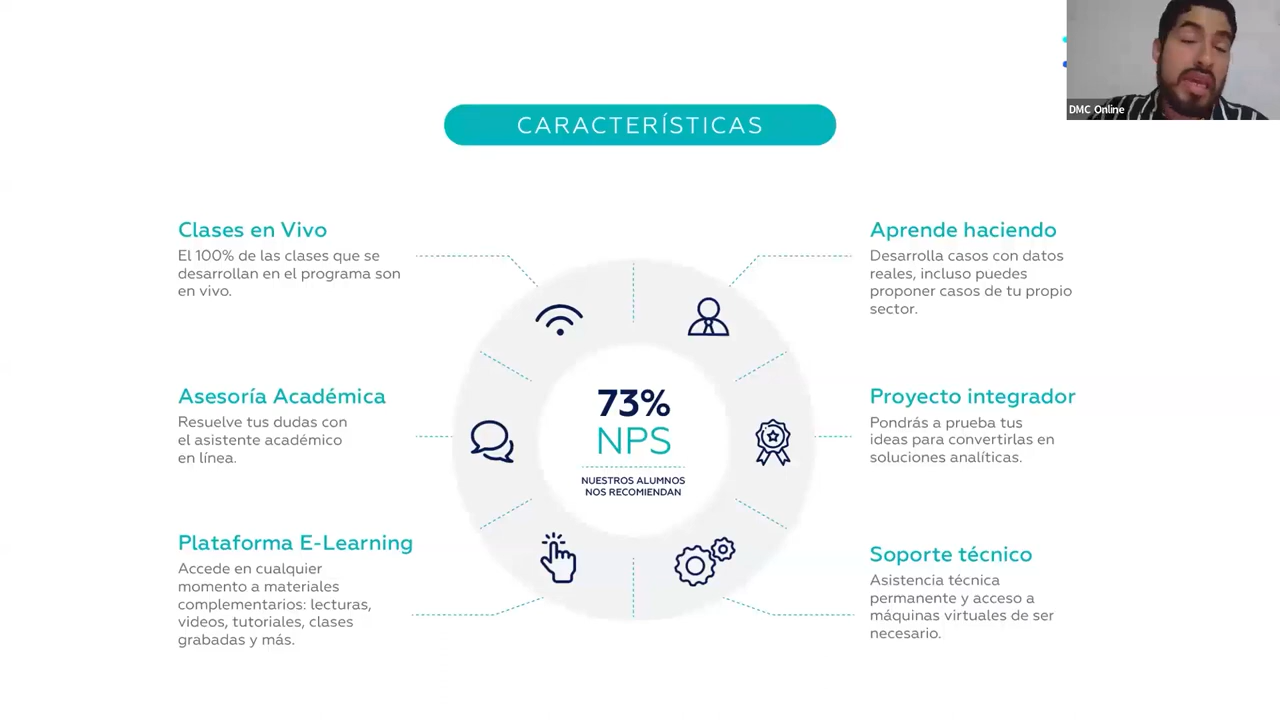 CARACTERÍSTICAS
DMC Online
Clases en Vivo
El 100% de las clases que se
desarrollan en el programa son
en vivo.
Asesoría Académica
Resuelve tus dudas con
el asistente académico
en línea.
Plataforma E-Learning
Accede en cualquier
momento a materiales
complementarios: lecturas,
videos, tutoriales, clases
grabadas y más.
73%
NPS
NUESTROS ALUMNOS
NOS RECOMIENDAN
Aprende haciendo
Desarrolla casos con datos
reales, incluso puedes
proponer casos de tu propio
sector.
Proyecto integrador
Pondrás a prueba tus
ideas para convertirlas en
soluciones analíticas.
Soporte técnico
Asistencia técnica
permanente y acceso a
máquinas virtuales de ser
necesario.